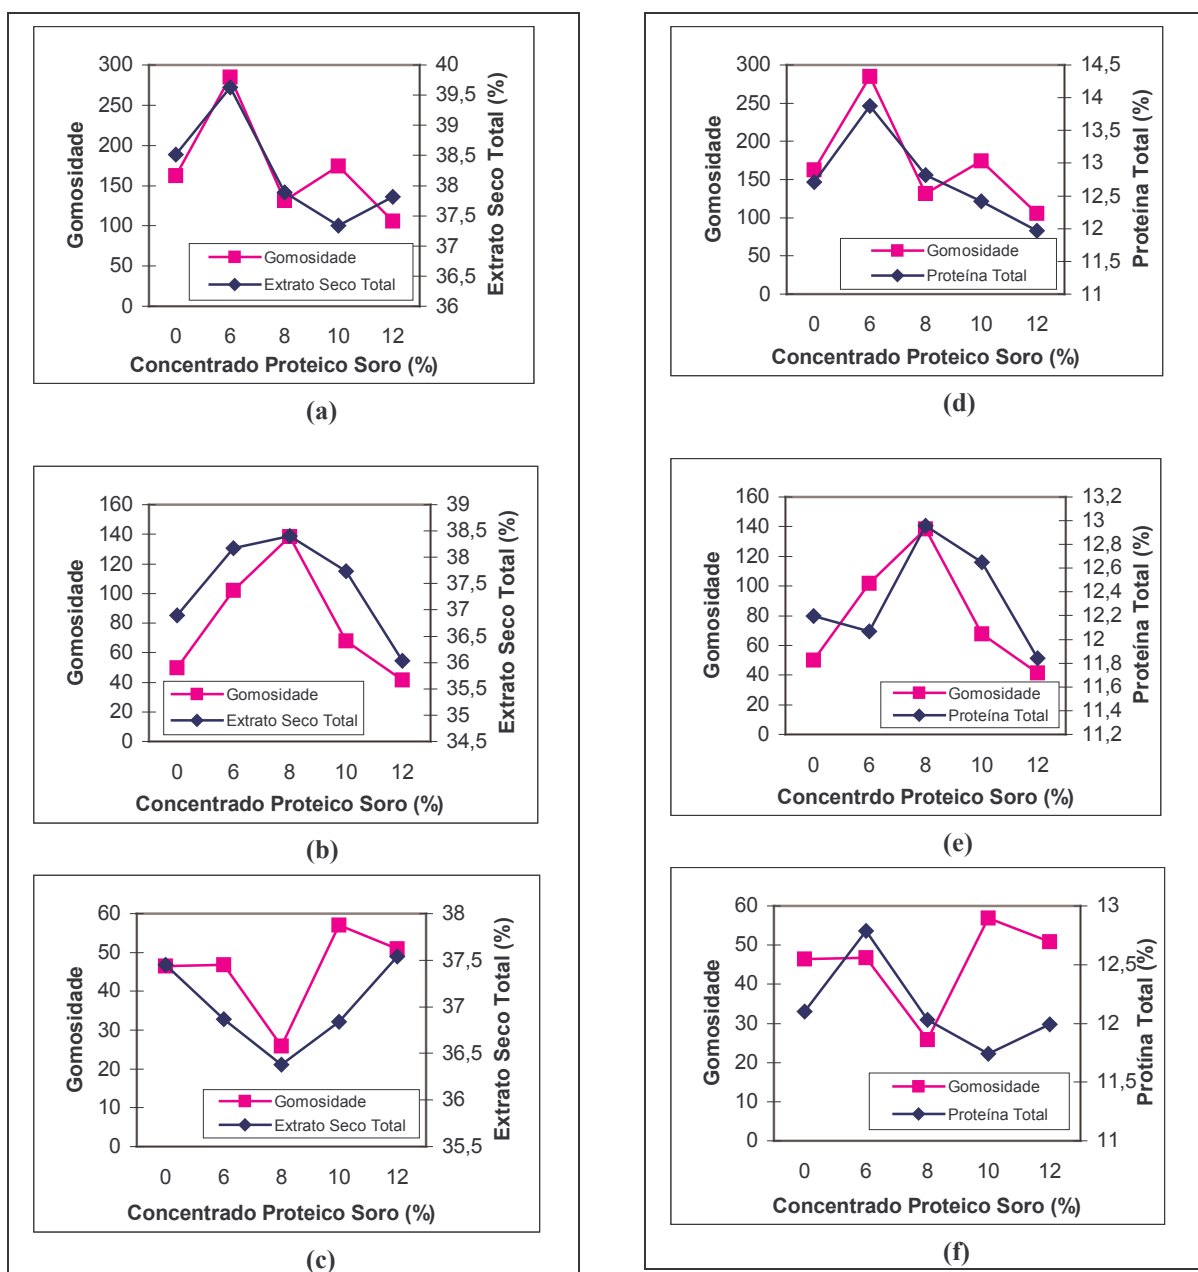 300
250
200
150
100
50
0
Gomosidade
40
39,5
39
38,5
38
37,5
37
36,5
36
Extrato Seco Total (%)
Gomosidade
Extrato Seco Total
0 6 8 10 12
Concentrado Proteico Soro (%)
(a)
160
140
120
100
80
60
40
20
0
Gomosidade
39
38,5
38
37,5
37
36,5
36
35,5
35
34,5
Extrato Seco Total (%)
Gomosidade
Extrato Seco Total
0 6 8 10 12
Concentrado Proteico Soro (%)
(b)
60
50
40
30
20
10
0
Gomosidade
38
37,5
37
36,5
36
35,5
Extrato Seco Total (%)
Gomosidade
Extrato Seco Total
0 6 8 10 12
Concentrado Proteico Soro (%)
(c)
300
250
200
150
100
50
0
Gomosidade
14,5
14
13,5
13
12,5
12
11,5
11
Proteína Total (%)
Gomosidade
Proteína Total
0 6 8 10 12
Concentrado Proteico Soro (%)
(d)
160
140
120
100
80
60
40
20
0
Gomosidade
13,2
13
12,8
12,6
12,4
12,2
12
11,8
11,6
11,4
11,2
Proteína Total (%)
Gomosidade
Proteína Total
0 6 8 10 12
Concentrdo Proteico Soro (%)
(e)
60
50
40
30
20
10
0
Gomosidade
13
12,5
12
11,5
11
Protína Total (%)
Gomosidade
Proteína Total
0 6 8 10 12
Concentrado Proteico Soro (%)
(f)